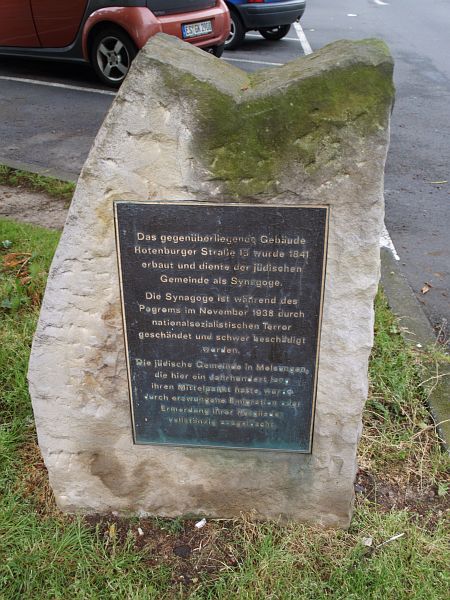 Das gegenüberliegende Gebäude
Rotenburger Straße 13 wurde 1841
erbaut und diente der jüdischen
Gemeinde als Synagoge.
Die Synagoge ist während des
Pogroms im November 1938 durch
nationalsozialistischen Terror
geschändet und schwer beschädigt
worden.
Die jüdische Gemeinde in Melsungen,
die hier ein Jahrhundert lang
ihren Mittelpunkt hatte, wurde
durch erzwungene Emigration oder
Ermordung ihrer Mitglieder
vollständig ausgelöscht.